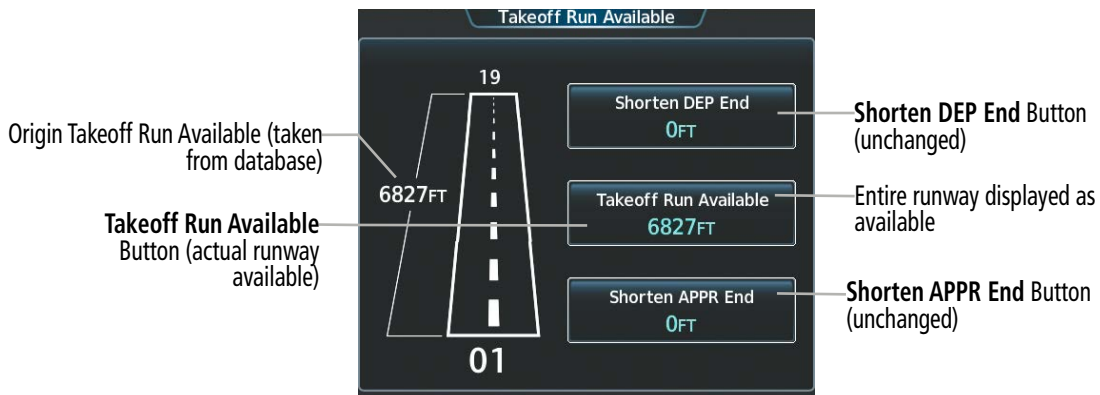 Takeoff Run Available
19
Shorten DEP End
0FT
Shorten DEP End Button
(unchanged)
Origin Takeoff Run Available (taken
from database)
6827FT
Takeoff Run Available
6827FT
Entire runway displayed as
available
Takeoff Run Available
Button (actual runway
available)
Shorten APPR End
0FT
Shorten APPR End Button
(unchanged)
01